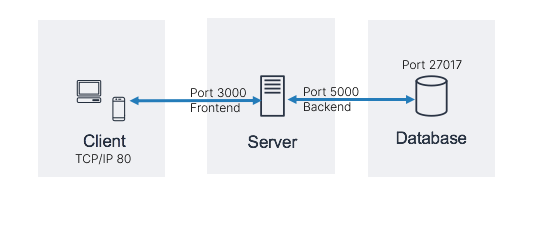 Port 27017
Port 3000
Frontend
Port 5000
Backend
Client
TCP/IP 80
Server
Database